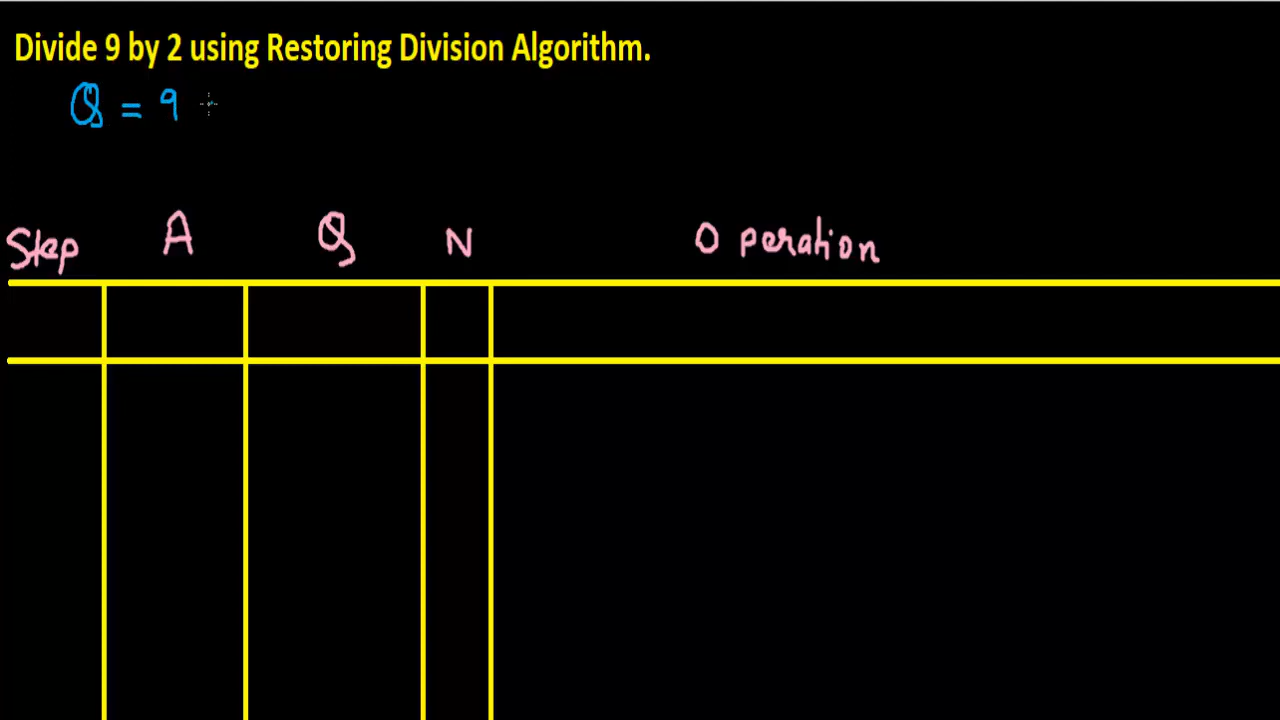 Divide 9 by 2 using Restoring Division Algorithm.
Q = 9
Step A Q N Operation